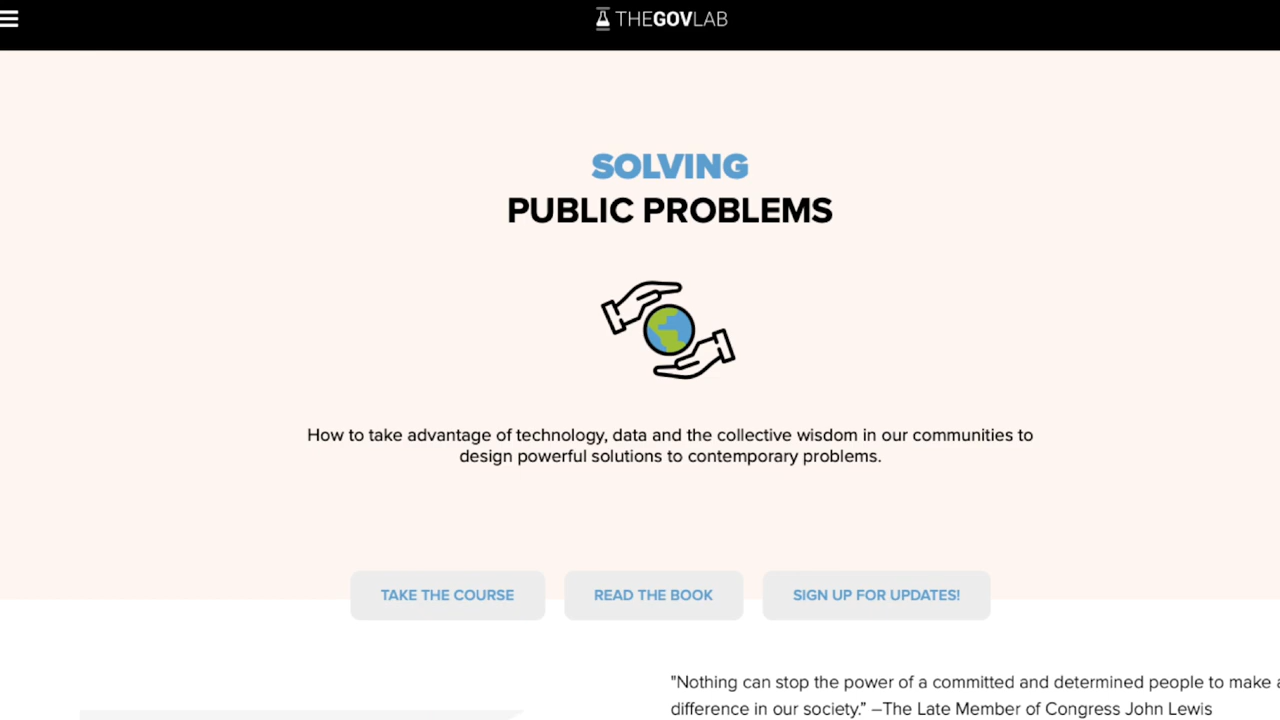 THEGOVLAB
SOLVING
PUBLIC PROBLEMS
How to take advantage of technology, data and the collective wisdom in our communities to
design powerful solutions to contemporary problems.
TAKE THE COURSE
READ THE BOOK
SIGN UP FOR UPDATES!
"Nothing can stop the power of a committed and determined people to make a
difference in our society.” –The Late Member of Congress John Lewis